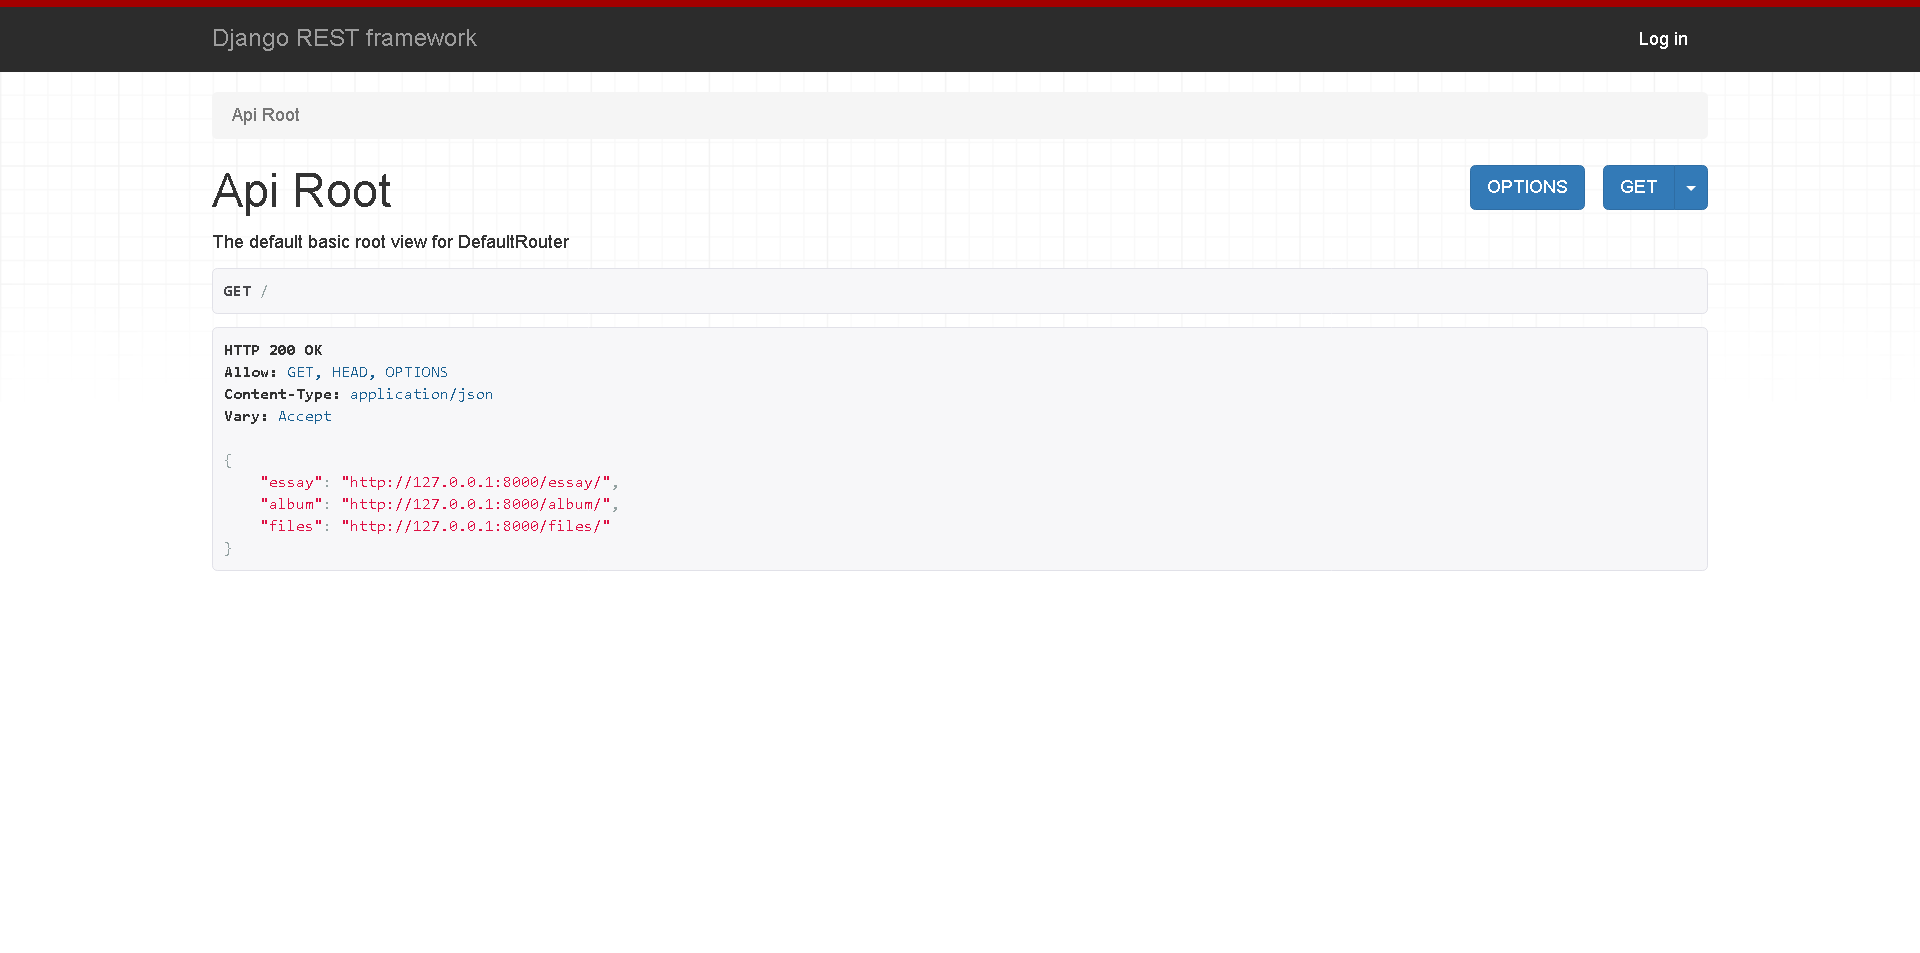 Django REST framework
Log in
Api Root
Api Root
OPTIONS
GET
The default basic root view for DefaultRouter
GET /
HTTP 200 OK
Allow: GET, HEAD, OPTIONS
Content-Type: application/json
Vary: Accept
{
    "essay": "http://127.0.0.1:8000/essay/",
    "album": "http://127.0.0.1:8000/album/",
    "files": "http://127.0.0.1:8000/files/"
}